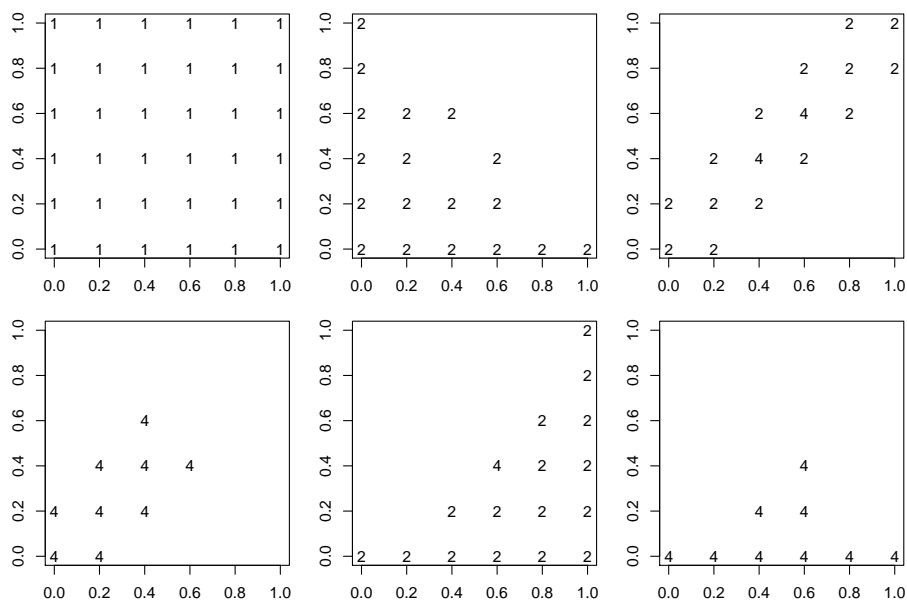 1.0 1 1 1 1 1 1
0.8 1 1 1 1 1 1
0.6 1 1 1 1 1 1
0.4 1 1 1 1 1 1
0.2 1 1 1 1 1 1
0.0 1 1 1 1 1 1
0.0 0.2 0.4 0.6 0.8 1.0
1.0 2
0.8 2
0.6 2 2 2
0.4 2 2 2
0.2 2 2 2 2
0.0 2 2 2 2 2 2
0.0 0.2 0.4 0.6 0.8 1.0
1.0 2 2
0.8 2 2 2
0.6 2 4 2
0.4 2 4 2
0.2 2 2 2
0.0 2 2
0.0 0.2 0.4 0.6 0.8 1.0
1.0
0.8
0.6 4
0.4 4 4 4
0.2 4 4 4
0.0 4 4
0.0 0.2 0.4 0.6 0.8 1.0
1.0 2
0.8 2
0.6 2 2
0.4 4 2 2
0.2 2 2 2 2
0.0 2 2 2 2 2 2
0.0 0.2 0.4 0.6 0.8 1.0
1.0
0.8
0.6
0.4 4
0.2 4 4
0.0 4 4 4 4 4 4
0.0 0.2 0.4 0.6 0.8 1.0